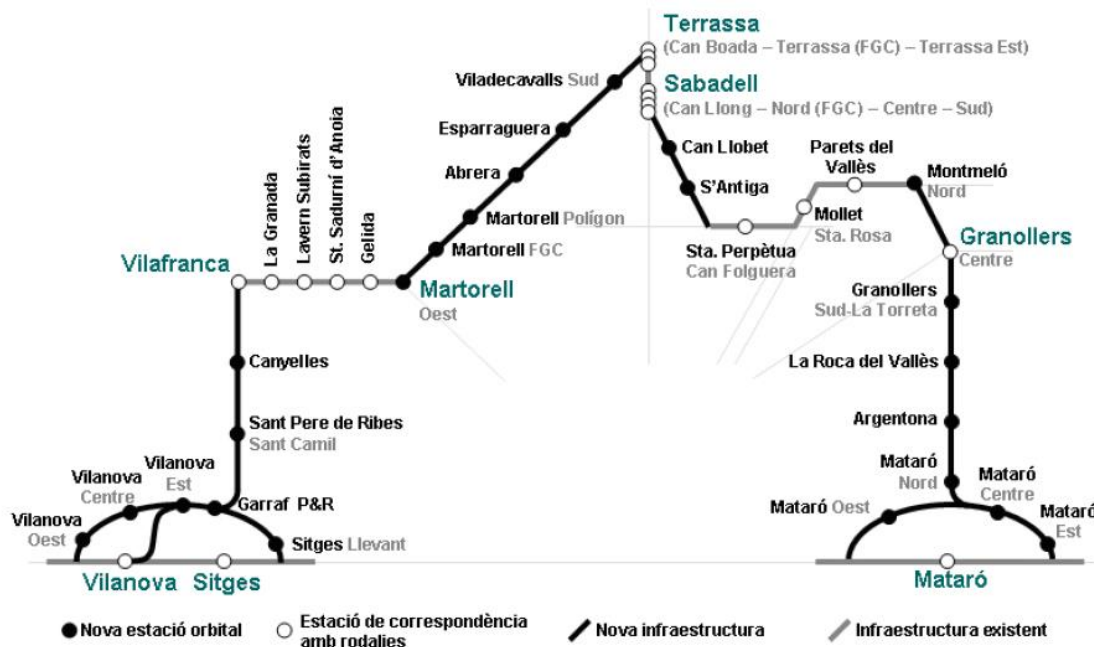 Terrassa
(Can Boada – Terrassa (FGC) – Terrassa Est)
Viladecavalls Sud
Sabadell
(Can Llong – Nord (FGC) – Centre – Sud)
Esparraguera
Can Llobet
Parets del
Vallès
Montmeló
Nord
Abrera
S'Antiga
La Granada
Lavern Subirats
St. Sadurní d'Anoia
Gelida
Martorell Polígon
Mollet
Sta. Rosa
Martorell FGC
Sta. Perpètua
Can Folguera
Granollers
Centre
Vilafranca
Martorell
Oest
Granollers
Sud-La Torreta
Canyelles
La Roca del Vallès
Sant Pere de Ribes
Sant Camil
Argentona
Vilanova
Est
Vilanova
Centre
Garraf P&R
Vilanova
Oest
Sitges Llevant
Mataró
Nord
Mataró
Centre
Mataró Oest
Mataró
Est
Vilanova
Sitges
Mataró
Nova estació orbital
Estació de correspondència
amb rodalies
Nova infraestructura
Infraestructura existent